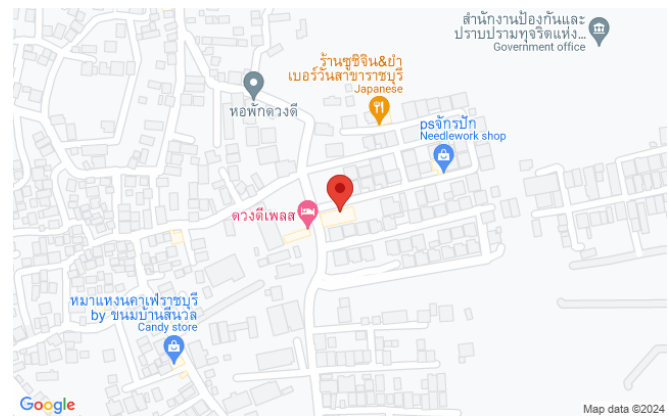 สำนักงานป้องกันและ
ปราบปรามทุจริตแห่ง...
Government office
ร้านซูชิจิน&ยำ
เบอร์วันสาขาราชบุรี
Japanese
หอพักดวงดี
psจักรปัก
Needlework shop
ดวงดีเพลส
หมาแหงนคาเฟ่ราชบุรี
by ขนมบ้านสีนวล
Candy store
Google
Map data ©2024